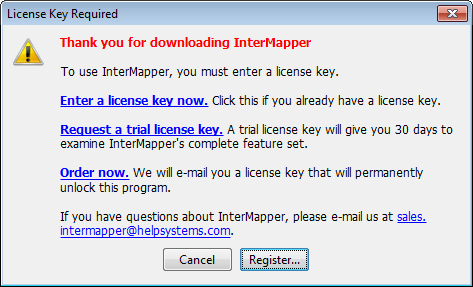 License Key Required
Thank you for downloading InterMapper
To use InterMapper, you must enter a license key.
Enter a license key now. Click this if you already have a license key.
Request a trial license key. A trial license key will give you 30 days to
examine InterMapper's complete feature set.
Order now. We will e-mail you a license key that will permanently
unlock this program.
If you have questions about InterMapper, please e-mail us at sales.
intermapper@helpsystems.com.
Cancel
Register...